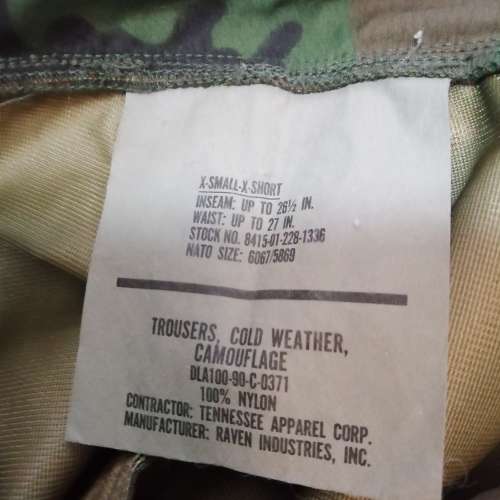 X-SMALL-X-SHORT
INSEAM: UP TO 26½ IN.
WAIST: UP TO 27 IN.
STOCK NO. 8415-01-228-1336
NATO SIZE: 6067/5869
TROUSERS, COLD WEATHER,
CAMOUFLAGE
DLA100-90-C-0371
100% NYLON
CONTRACTOR: TENNESSEE APPAREL CORP.
MANUFACTURER: RAVEN INDUSTRIES, INC.